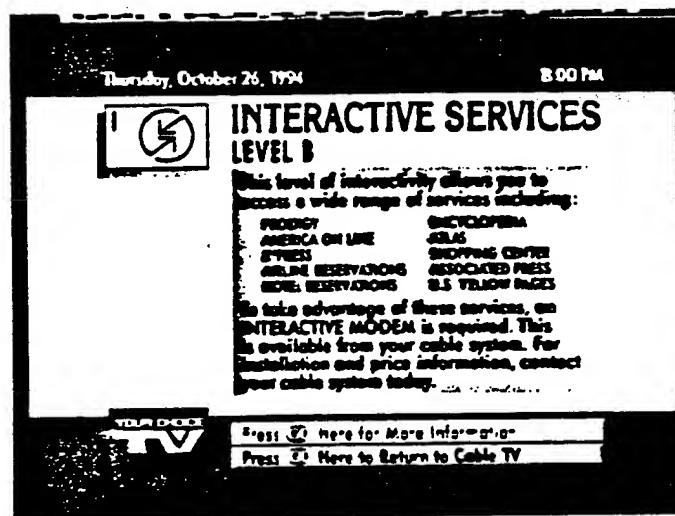 Thursday, October 26, 1994 8:00 PM
INTERACTIVE SERVICES
LEVEL B
This level of interactivity allows you to
access a wide range of services including:
PRODIGY ENCYCLOPEDIA
AMERICA ON LINE ATLAS
X*PRESS SHOPPING CENTER
AIRLINE RESERVATIONS ASSOCIATED PRESS
HOTEL RESERVATIONS U.S YELLOW PAGES
To take advantage of these services, an
INTERACTIVE MODEM is required. This
is available from your cable system. For
installation and price information, contact
your cable system today.
YOUR CHOICE
TV
Press Here for More Information
Press Here to Return to Cable TV